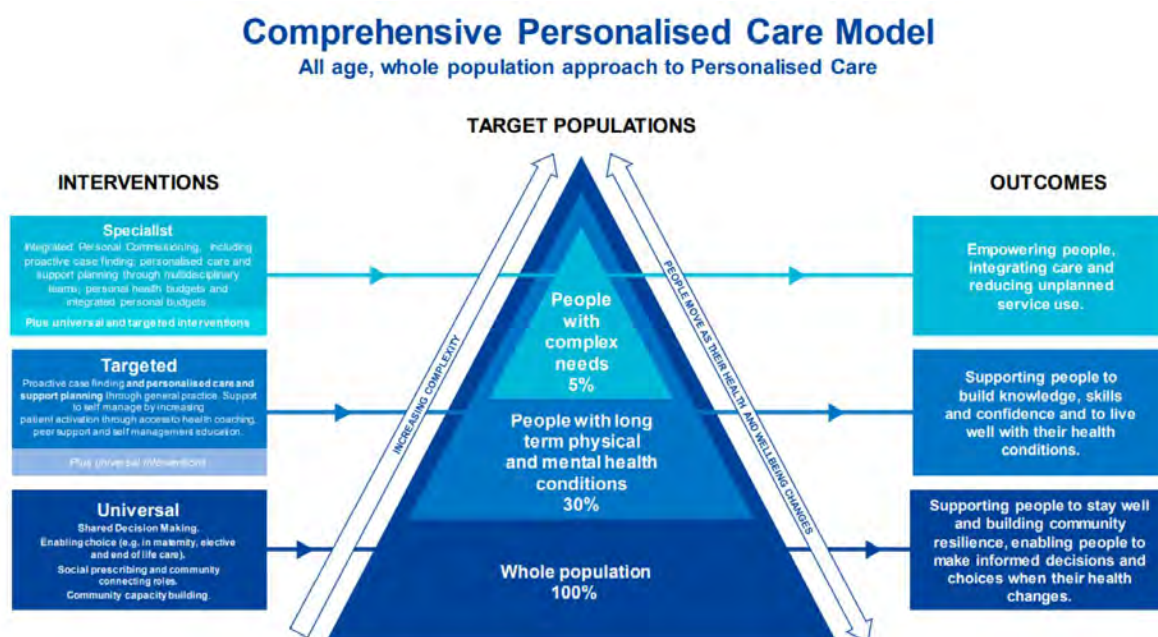 Comprehensive Personalised Care Model
All age, whole population approach to Personalised Care
TARGET POPULATIONS
INTERVENTIONS
Specialist
Integrated Personal Commissioning, including
proactive case finding, personalised care and
support planning through multidisciplinary
teams, personal health budgets and
integrated personal budgets.
Plus universal and targeted interventions
Targeted
Proactive case finding and personalised care and
support planning through general practice. Support
to self manage by increasing
patient activation through access to health coaching,
peer support and self management education.
Plus universal interventions
Universal
Shared Decision Making.
Enabling choice (e.g. in maternity, elective
and end of life care).
Social prescribing and community
connecting roles.
Community capacity building.
INCREASING COMPLEXITY
People
with
complex
needs
5%
People with long
term physical
and mental health
conditions
30%
Whole population
100%
PEOPLE MOVE AS THEIR HEALTH AND WELLBEING CHANGES
OUTCOMES
Empowering people,
integrating care and
reducing unplanned
service use.
Supporting people to
build knowledge, skills
and confidence and to live
well with their health
conditions.
Supporting people to stay well
and building community
resilience, enabling people to
make informed decisions and
choices when their health
changes.